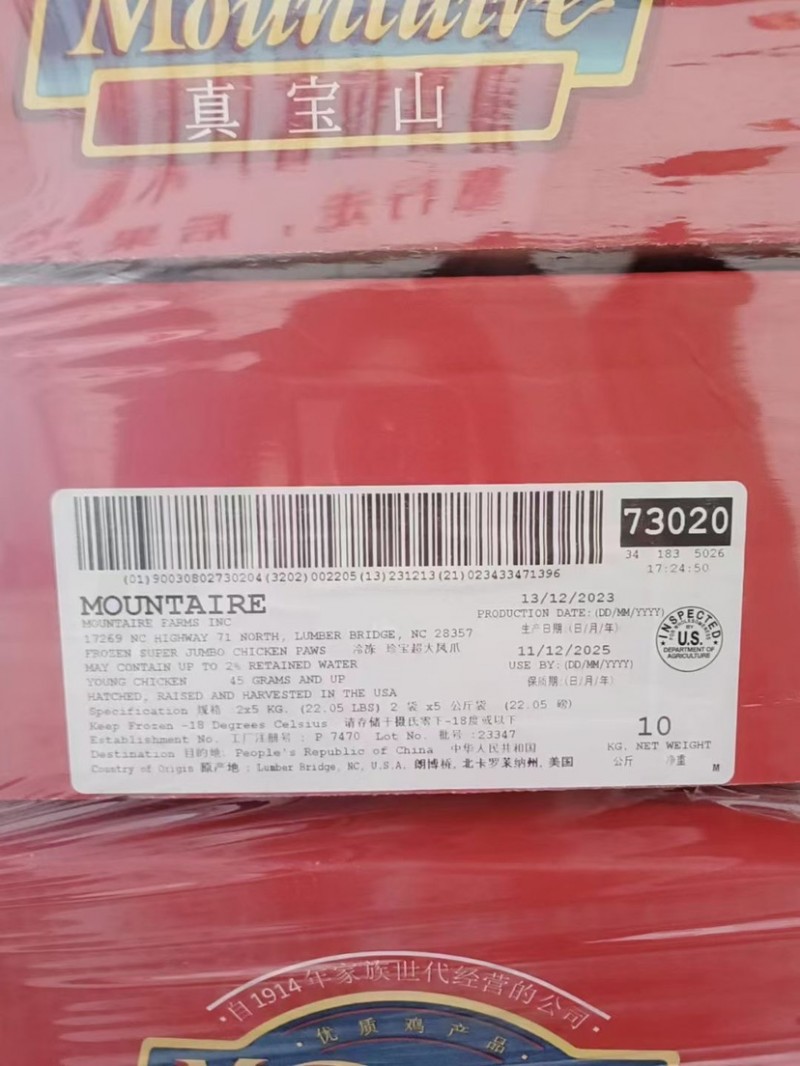 Mountaire
真宝山
73020
34 183 5026
17:24:50
(01)90030802730204(3202)002205(13)231213(21)023433471396
MOUNTAIRE
MOUNTAIRE FARMS INC
17269 NC HIGHWAY 71 NORTH, LUMBER BRIDGE, NC 28357
FROZEN SUPER JUMBO CHICKEN PAWS 冷冻 珍宝超大凤爪
MAY CONTAIN UP TO 2% RETAINED WATER
YOUNG CHICKEN 45 GRAMS AND UP
HATCHED, RAISED AND HARVESTED IN THE USA
Specification 规格 2x5 KG. (22.05 LBS) 2 袋 x5 公斤袋 (22.05 磅)
Keep Frozen -18 Degrees Celsius 请存储于摄氏零下-18度或以下
Establishment No. 工厂注册号: P 7470 Lot No. 批号:23347
Destination 目的地: People's Republic of China 中华人民共和国
Country of Origin 原产地: Lumber Bridge, NC, U.S.A. 朗博桥, 北卡罗莱纳州, 美国
13/12/2023
PRODUCTION DATE:(DD/MM/YYYY)
生产日期:(日/月/年)
11/12/2025
USE BY:(DD/MM/YYYY)
保质期:(日/月/年)
INSPECTED
FOR WHOLESOMENESS
BY
U.S.
DEPARTMENT OF
AGRICULTURE
10
KG. NET WEIGHT
公斤 净重
M
·自1914年家族世代经营的公司·
·优质鸡产品·